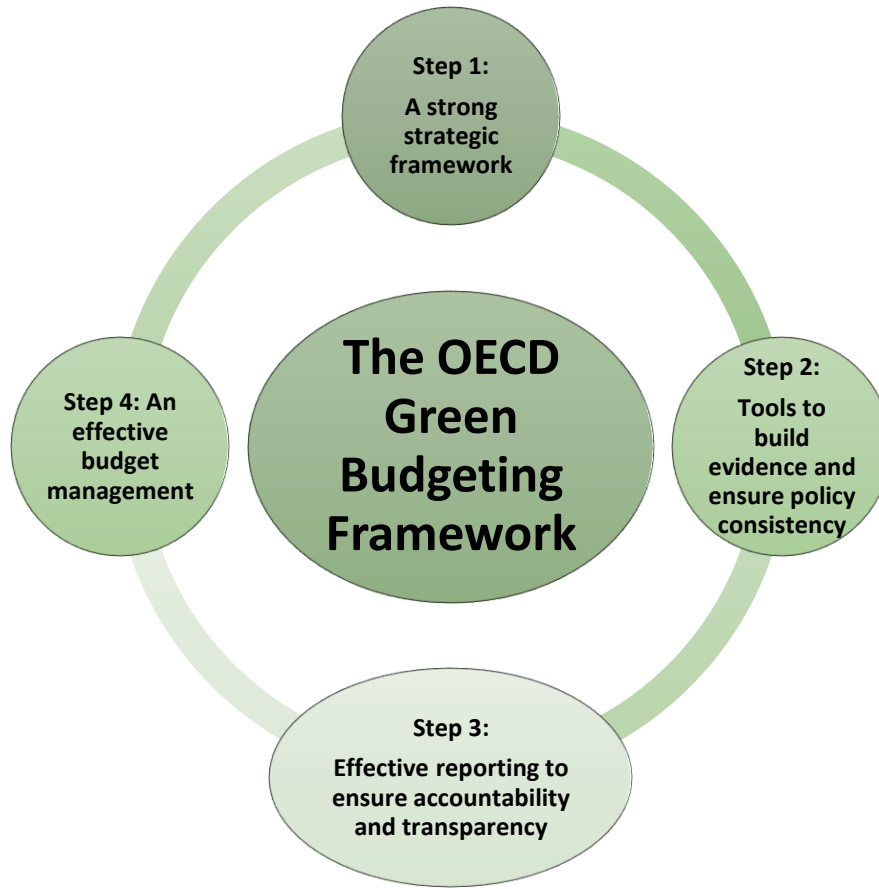 Step 1:
A strong
strategic
framework
The OECD
Green
Budgeting
Framework
Step 2:
Tools to
build
evidence and
ensure policy
consistency
Step 3:
Effective reporting to
ensure accountability
and transparency
Step 4: An
effective
budget
management